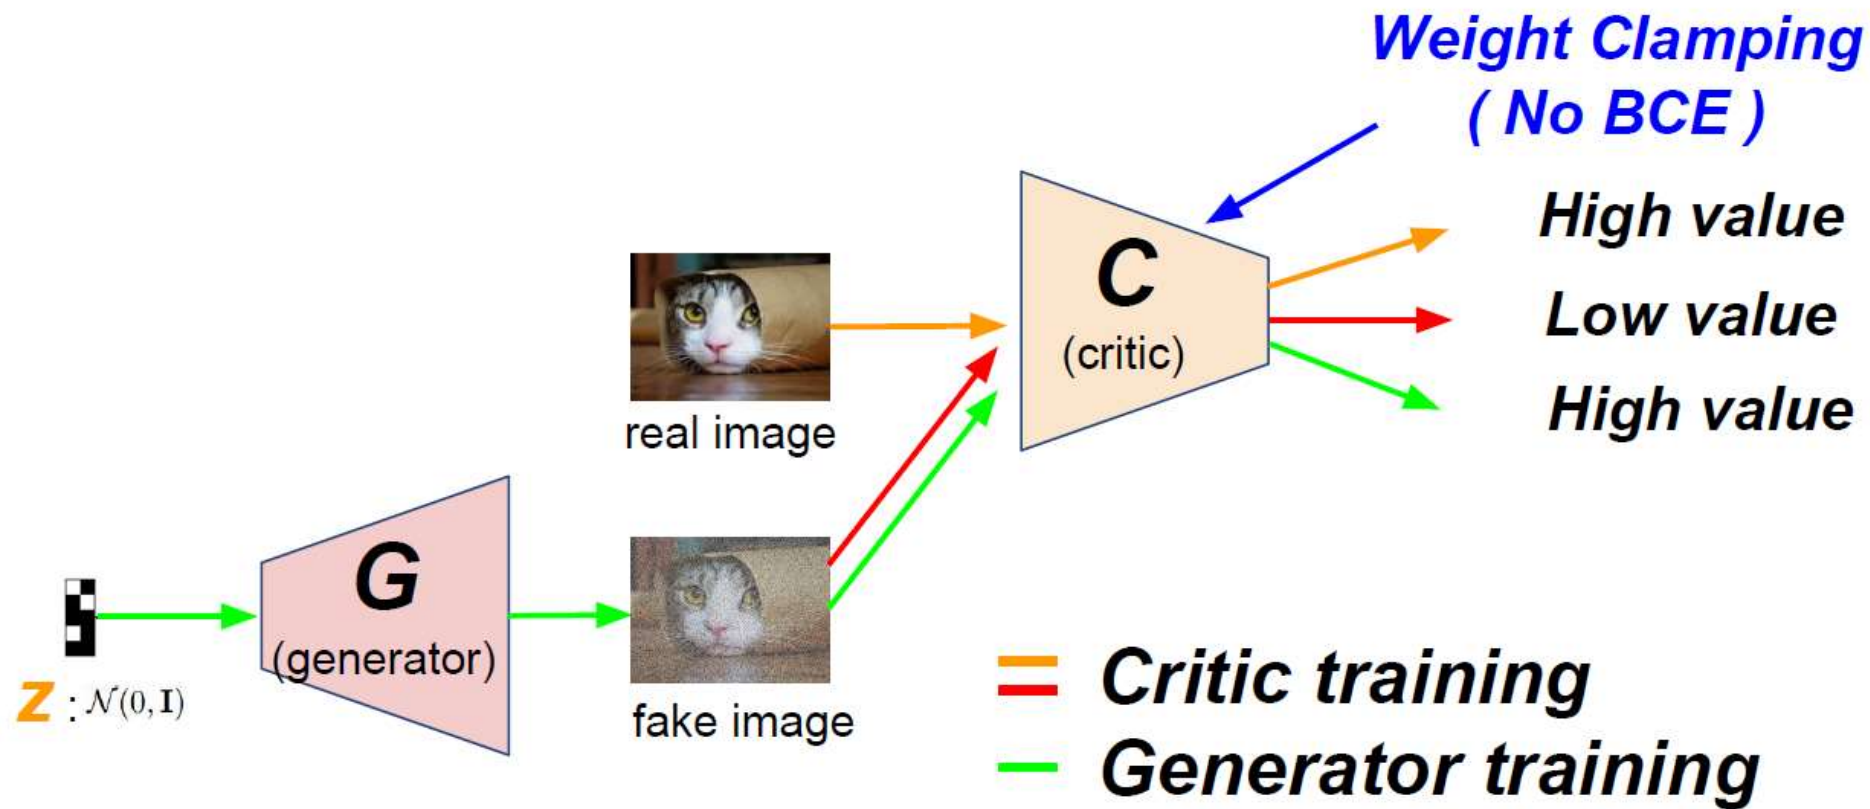 Weight Clamping
( No BCE )
High value
C
(critic)
Low value
real image
High value
G
(generator)
z : 𝒩(0, I)
fake image
Critic training
Generator training